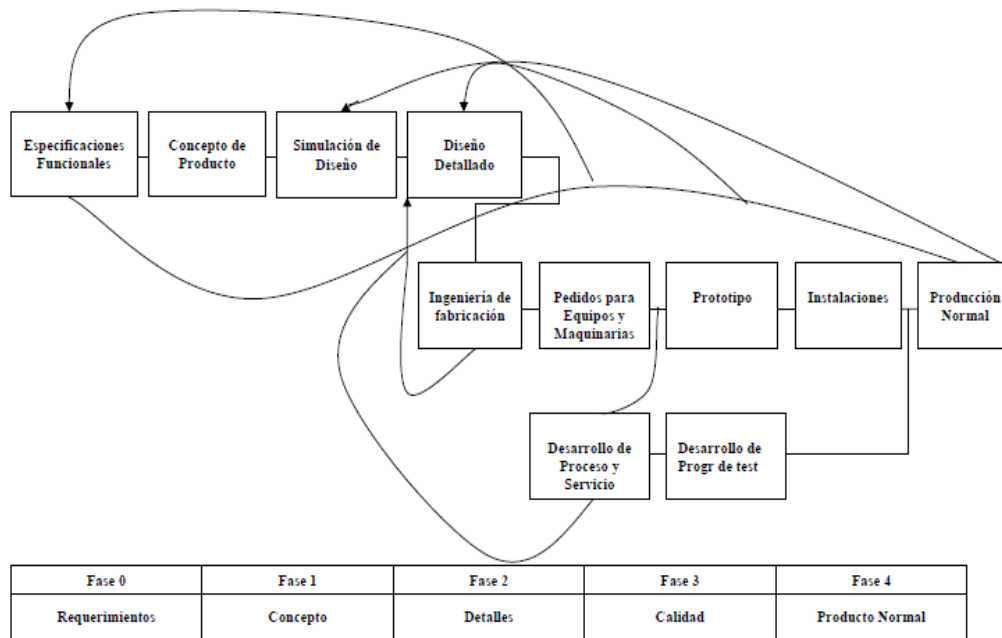 Especificaciones
Funcionales
Concepto de
Producto
Simulación de
Diseño
Diseño
Detallado
Ingeniería de
fabricación
Pedidos para
Equipos y
Maquinarias
Prototipo
Instalaciones
Producción
Normal
Desarrollo de
Proceso y
Servicio
Desarrollo de
Progr de test
Fase 0
Fase 1
Fase 2
Fase 3
Fase 4
Requerimientos
Concepto
Detalles
Calidad
Producto Normal